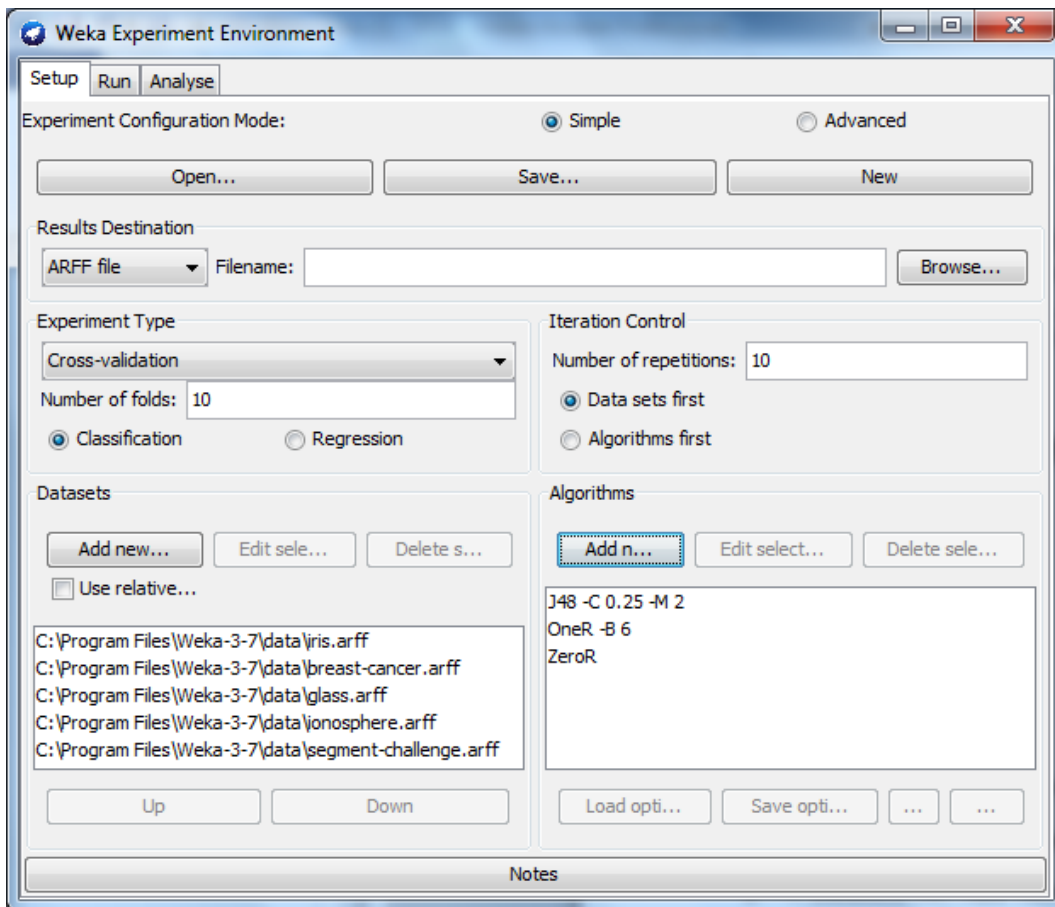 Weka Experiment Environment
Setup Run Analyse
Experiment Configuration Mode: Simple Advanced
Open... Save... New
Results Destination
ARFF file Filename: Browse...
Experiment Type
Cross-validation
Number of folds: 10
Classification Regression
Iteration Control
Number of repetitions: 10
Data sets first
Algorithms first
Datasets
Add new... Edit sele... Delete s...
Use relative...
C:\Program Files\Weka-3-7\data\iris.arff
C:\Program Files\Weka-3-7\data\breast-cancer.arff
C:\Program Files\Weka-3-7\data\glass.arff
C:\Program Files\Weka-3-7\data\ionosphere.arff
C:\Program Files\Weka-3-7\data\segment-challenge.arff
Up Down
Algorithms
Add n... Edit select... Delete sele...
J48 -C 0.25 -M 2
OneR -B 6
ZeroR
Load opti... Save opti... ... ...
Notes